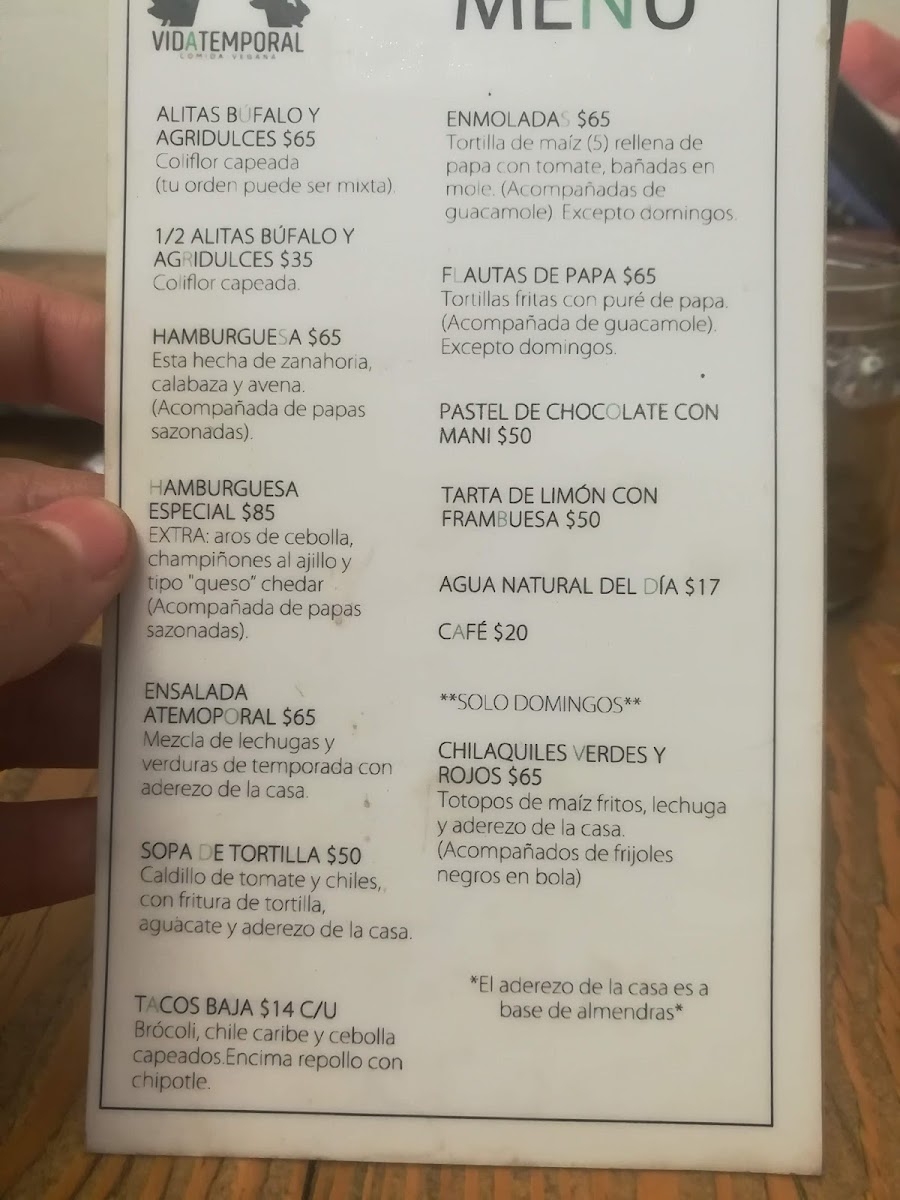 VIDATEMPORAL
COMIDA VEGANA
MENÚ
ALITAS BÚFALO Y
AGRIDULCES $65
Coliflor capeada
(tu orden puede ser mixta).
1/2 ALITAS BÚFALO Y
AGRIDULCES $35
Coliflor capeada.
HAMBURGUESA $65
Esta hecha de zanahoria,
calabaza y avena.
(Acompañada de papas
sazonadas).
HAMBURGUESA
ESPECIAL $85
EXTRA: aros de cebolla,
champiñones al ajillo y
tipo "queso" chedar
(Acompañada de papas
sazonadas).
ENSALADA
ATEMOPORAL $65
Mezcla de lechugas y
verduras de temporada con
aderezo de la casa.
SOPA DE TORTILLA $50
Caldillo de tomate y chiles,
con fritura de tortilla,
aguacate y aderezo de la casa.
TACOS BAJA $14 C/U
Brócoli, chile caribe y cebolla
capeados.Encima repollo con
chipotle.
ENMOLADAS $65
Tortilla de maíz (5) rellena de
papa con tomate, bañadas en
mole. (Acompañadas de
guacamole). Excepto domingos.
FLAUTAS DE PAPA $65
Tortillas fritas con puré de papa.
(Acompañada de guacamole).
Excepto domingos.
PASTEL DE CHOCOLATE CON
MANI $50
TARTA DE LIMÓN CON
FRAMBUESA $50
AGUA NATURAL DEL DÍA $17
CAFÉ $20
**SOLO DOMINGOS**
CHILAQUILES VERDES Y
ROJOS $65
Totopos de maíz fritos, lechuga
y aderezo de la casa.
(Acompañados de frijoles
negros en bola)
*El aderezo de la casa es a
base de almendras*